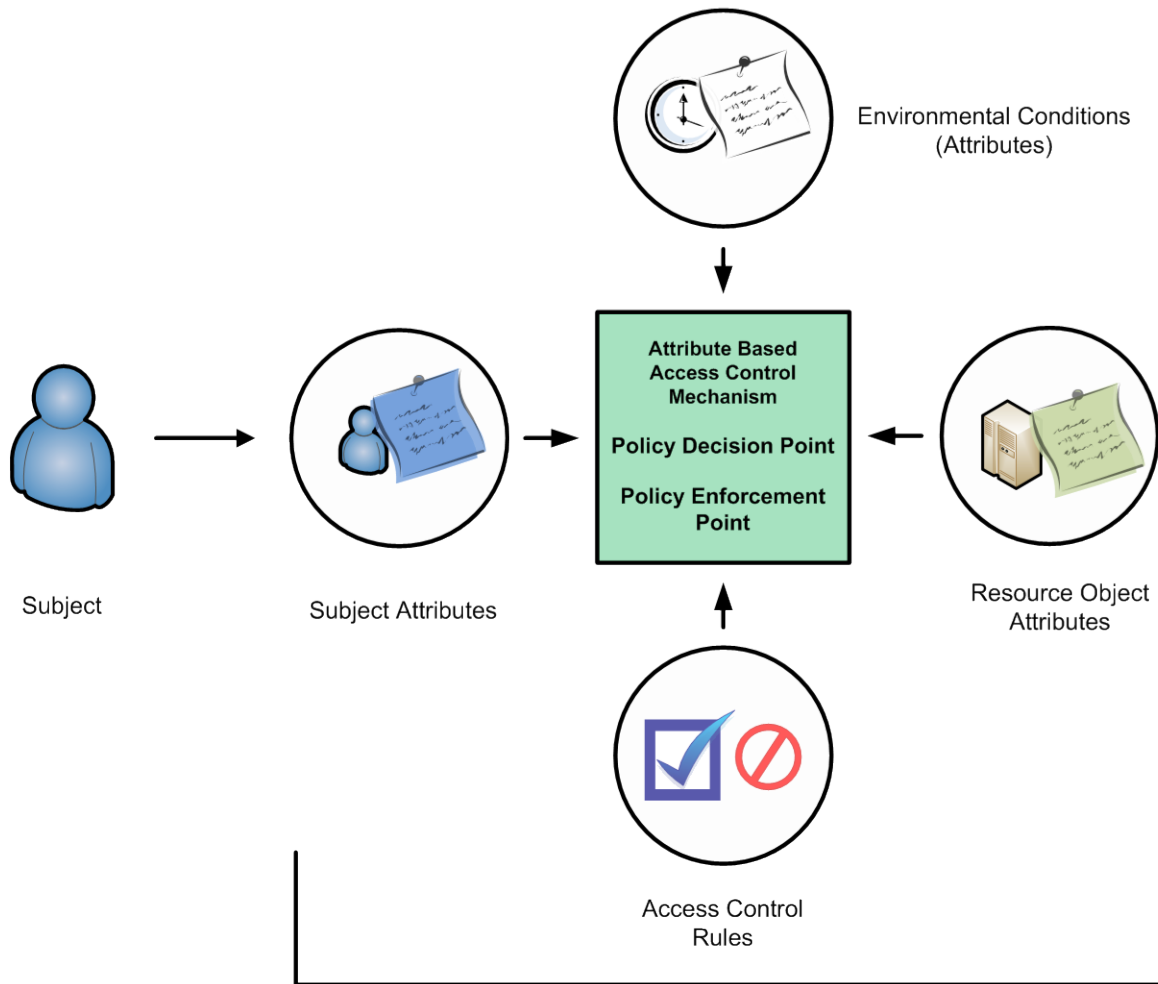 Environmental Conditions
(Attributes)
Attribute Based
Access Control
Mechanism
Policy Decision Point
Policy Enforcement
Point
Subject
Subject Attributes
Resource Object
Attributes
Access Control
Rules